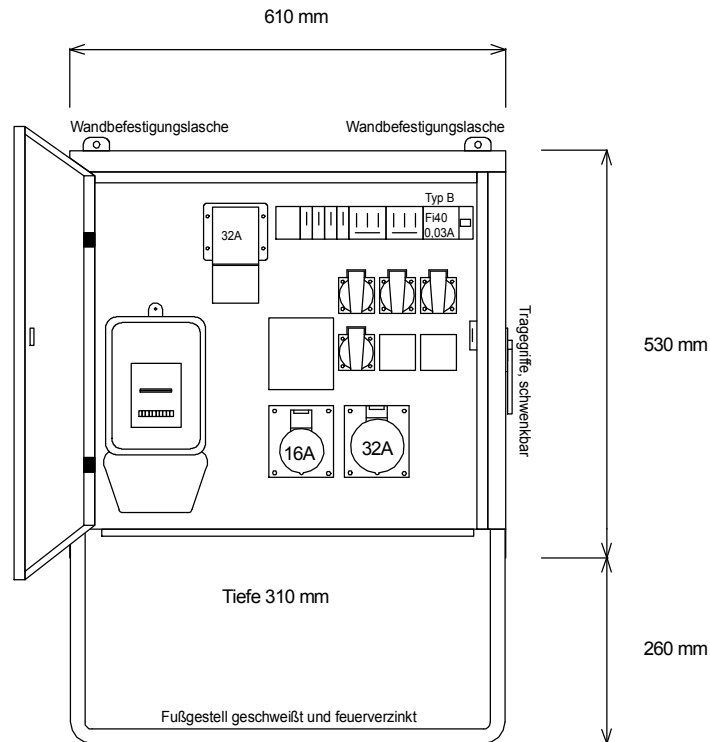 610 mm
Wandbefestigungslasche
Wandbefestigungslasche
Typ B
32A
Fi40
0,03A
Tragegriffe, schwenkbar
530 mm
16A
32A
Tiefe 310 mm
260 mm
Fußgestell geschweißt und feuerverzinkt